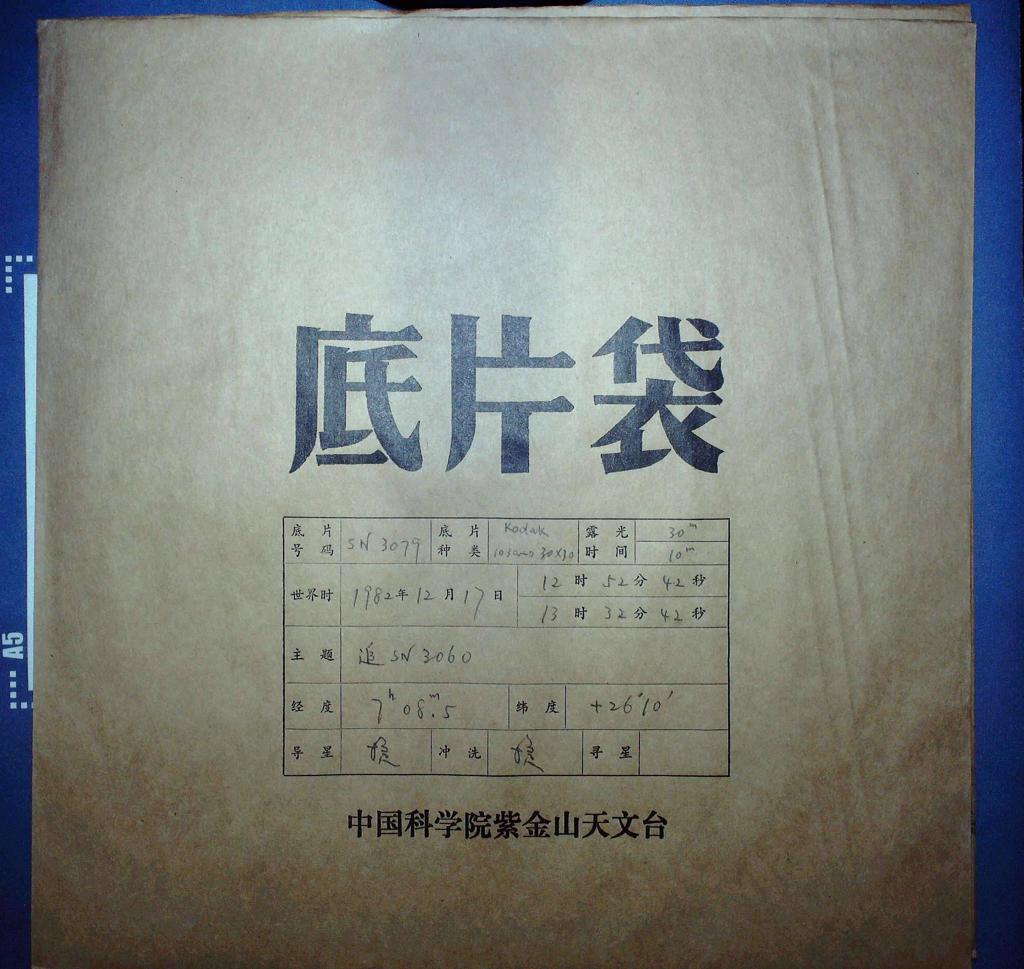 底片袋
底片号码 SN 3079 底片种类 Kodak 30×30 露光时间 30ᵐ 10ᵐ
世界时 1982年12月17日 12时52分42秒
13时32分42秒
主题 追 SN 3060
经度 7ʰ08ᵐ.5 纬度 +26°10′
导星 冲洗 寻星
中国科学院紫金山天文台
A5